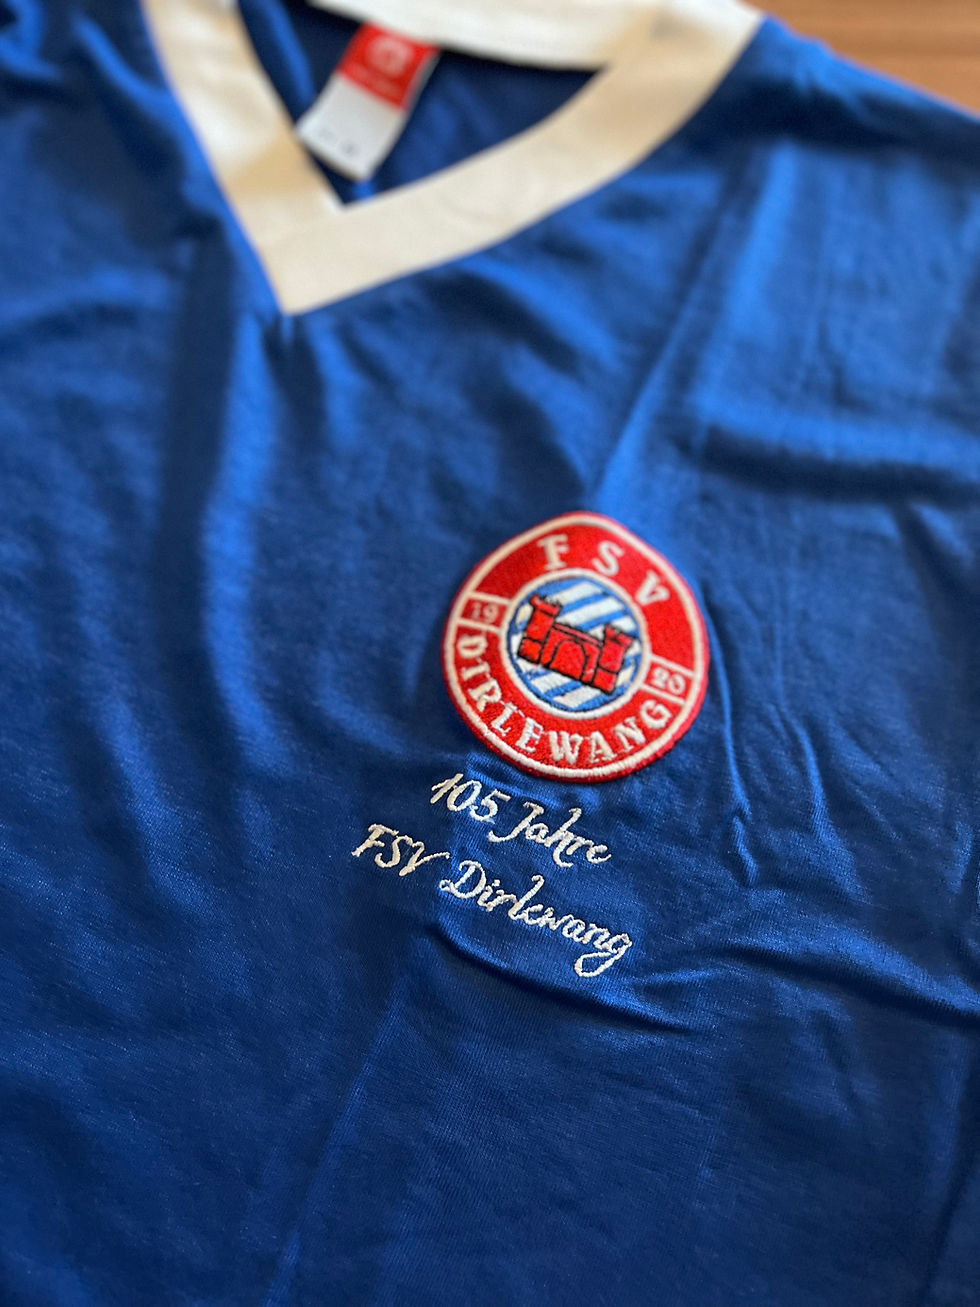 FSV
19 20
DIRLEWANG
105 Jahre
FSV Dirlewang